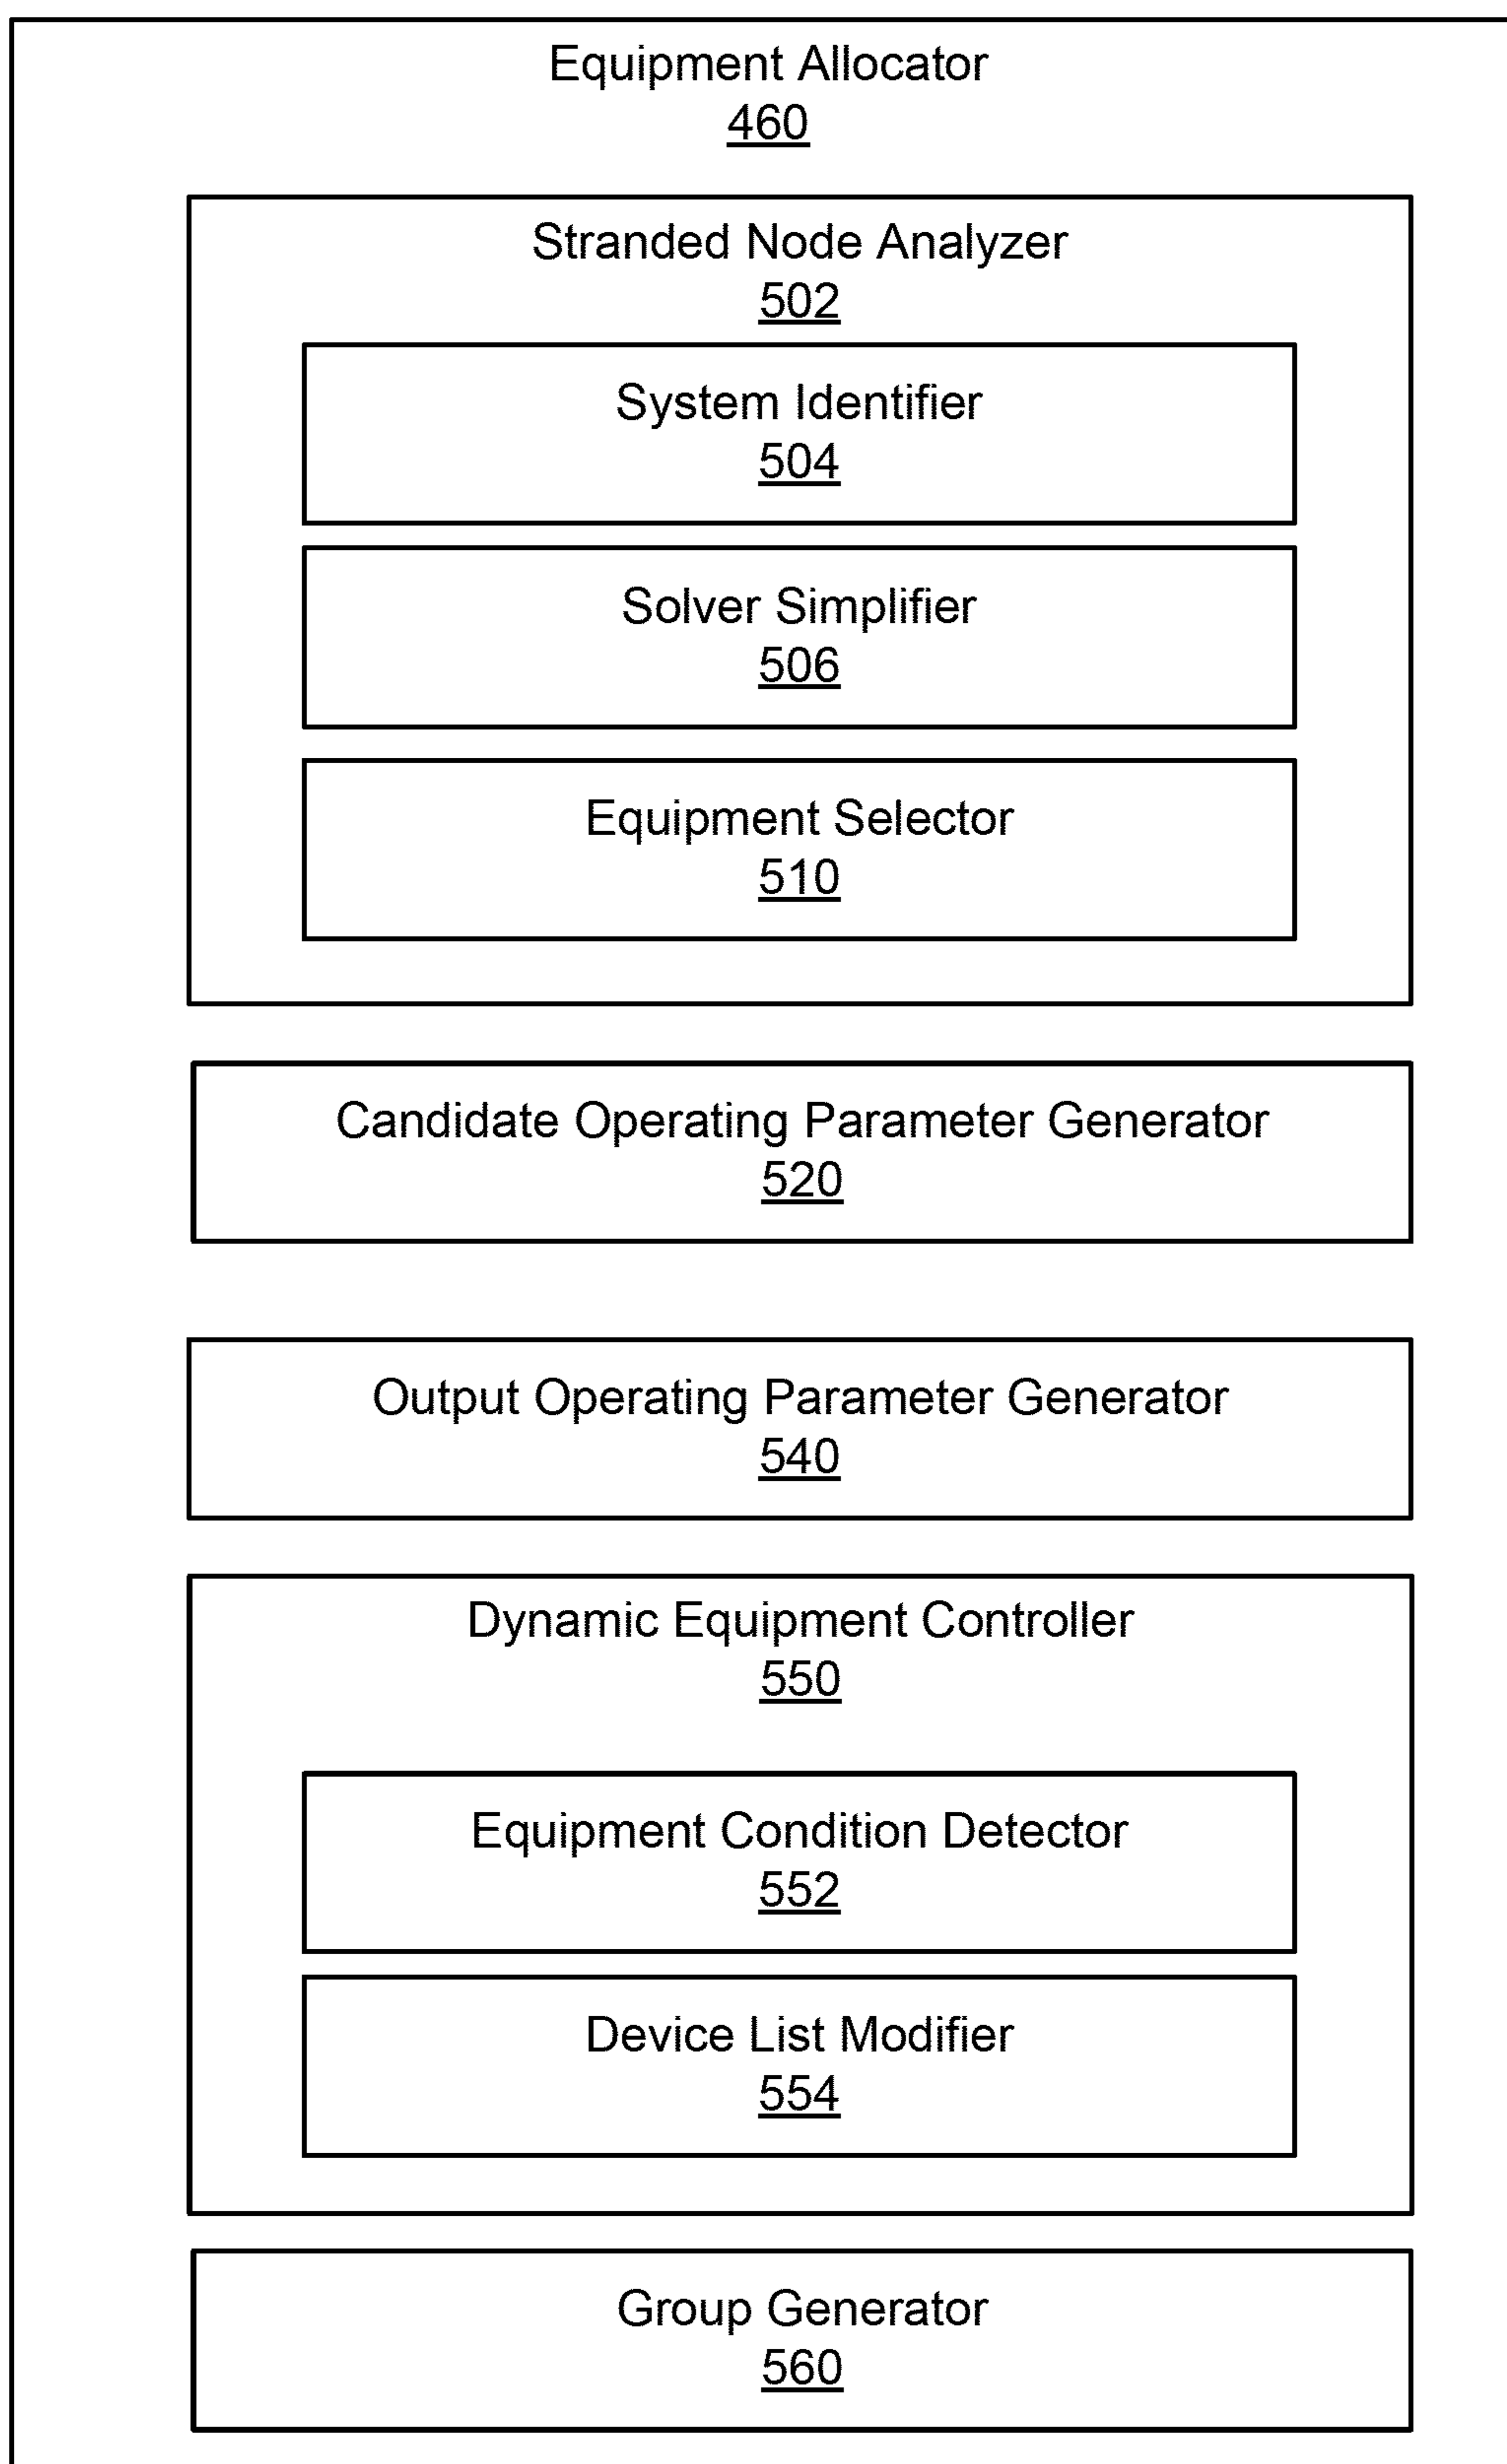 Equipment Allocator
460
Stranded Node Analyzer
502
System Identifier
504
Solver Simplifier
506
Equipment Selector
510
Candidate Operating Parameter Generator
520
Output Operating Parameter Generator
540
Dynamic Equipment Controller
550
Equipment Condition Detector
552
Device List Modifier
554
Group Generator
560